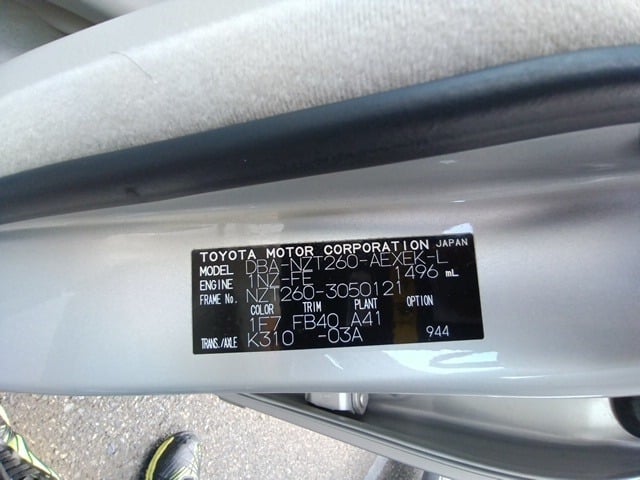 TOYOTA MOTOR CORPORATION JAPAN
MODEL DBA-NZT260-AEXEK-L
ENGINE 1NZ-FE 1496 mL
FRAME No. NZT260-3050121
COLOR TRIM PLANT OPTION
1F7 FB40 A41
TRANS./AXLE K310 -03A 944